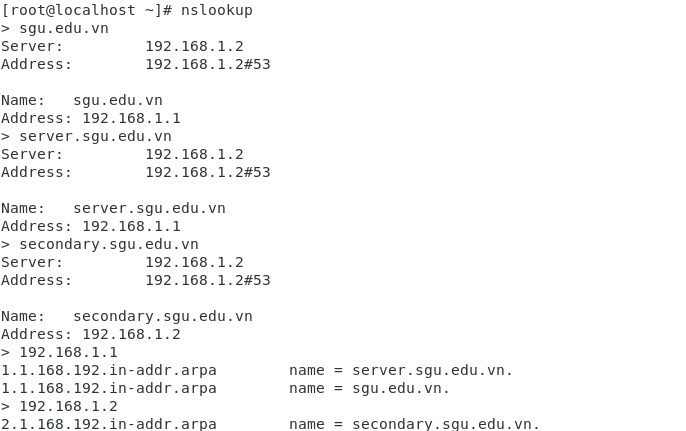 [root@localhost ~]# nslookup
> sgu.edu.vn
Server:         192.168.1.2
Address:        192.168.1.2#53

Name:   sgu.edu.vn
Address: 192.168.1.1
> server.sgu.edu.vn
Server:         192.168.1.2
Address:        192.168.1.2#53

Name:   server.sgu.edu.vn
Address: 192.168.1.1
> secondary.sgu.edu.vn
Server:         192.168.1.2
Address:        192.168.1.2#53

Name:   secondary.sgu.edu.vn
Address: 192.168.1.2
> 192.168.1.1
1.1.168.192.in-addr.arpa        name = server.sgu.edu.vn.
1.1.168.192.in-addr.arpa        name = sgu.edu.vn.
> 192.168.1.2
2.1.168.192.in-addr.arpa        name = secondary.sgu.edu.vn.